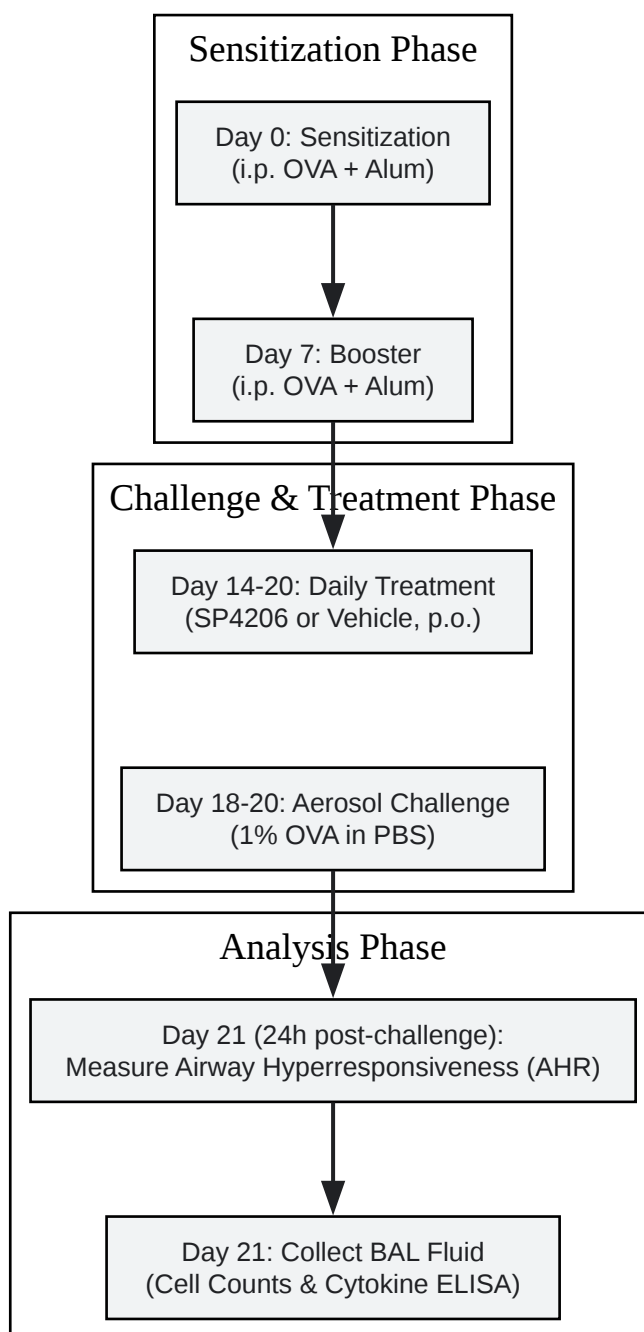 Sensitization Phase
Day 0: Sensitization
(i.p. OVA + Alum)
Day 7: Booster
(i.p. OVA + Alum)
Challenge & Treatment Phase
Day 14-20: Daily Treatment
(SP4206 or Vehicle, p.o.)
Day 18-20: Aerosol Challenge
(1% OVA in PBS)
Analysis Phase
Day 21 (24h post-challenge):
Measure Airway Hyperresponsiveness (AHR)
Day 21: Collect BAL Fluid
(Cell Counts & Cytokine ELISA)